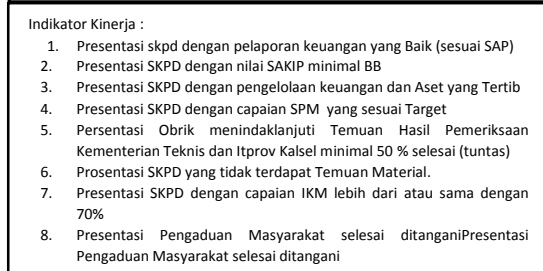 Indikator Kinerja :
1. Presentasi skpd dengan pelaporan keuangan yang Baik (sesuai SAP)
2. Presentasi SKPD dengan nilai SAKIP minimal BB
3. Presentasi SKPD dengan pengelolaan keuangan dan Aset yang Tertib
4. Presentasi SKPD dengan capaian SPM yang sesuai Target
5. Persentasi Obrik menindaklanjuti Temuan Hasil Pemeriksaan
Kementerian Teknis dan Itprov Kalsel minimal 50 % selesai (tuntas)
6. Prosentasi SKPD yang tidak terdapat Temuan Material.
7. Presentasi SKPD dengan capaian IKM lebih dari atau sama dengan
70%
8. Presentasi Pengaduan Masyarakat selesai ditanganiPresentasi
Pengaduan Masyarakat selesai ditangani